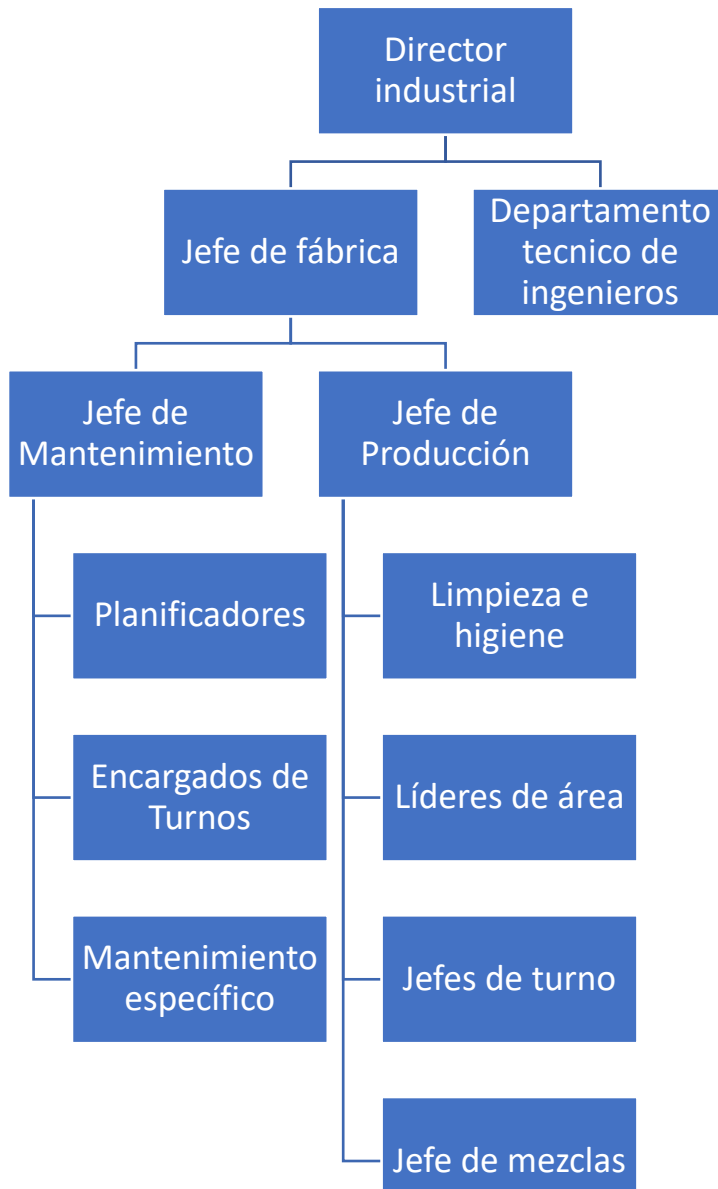 Director
industrial
Jefe de fábrica
Departamento
tecnico de
ingenieros
Jefe de
Mantenimiento
Jefe de
Producción
Planificadores
Encargados de
Turnos
Mantenimiento
específico
Limpieza e
higiene
Líderes de área
Jefes de turno
Jefe de mezclas